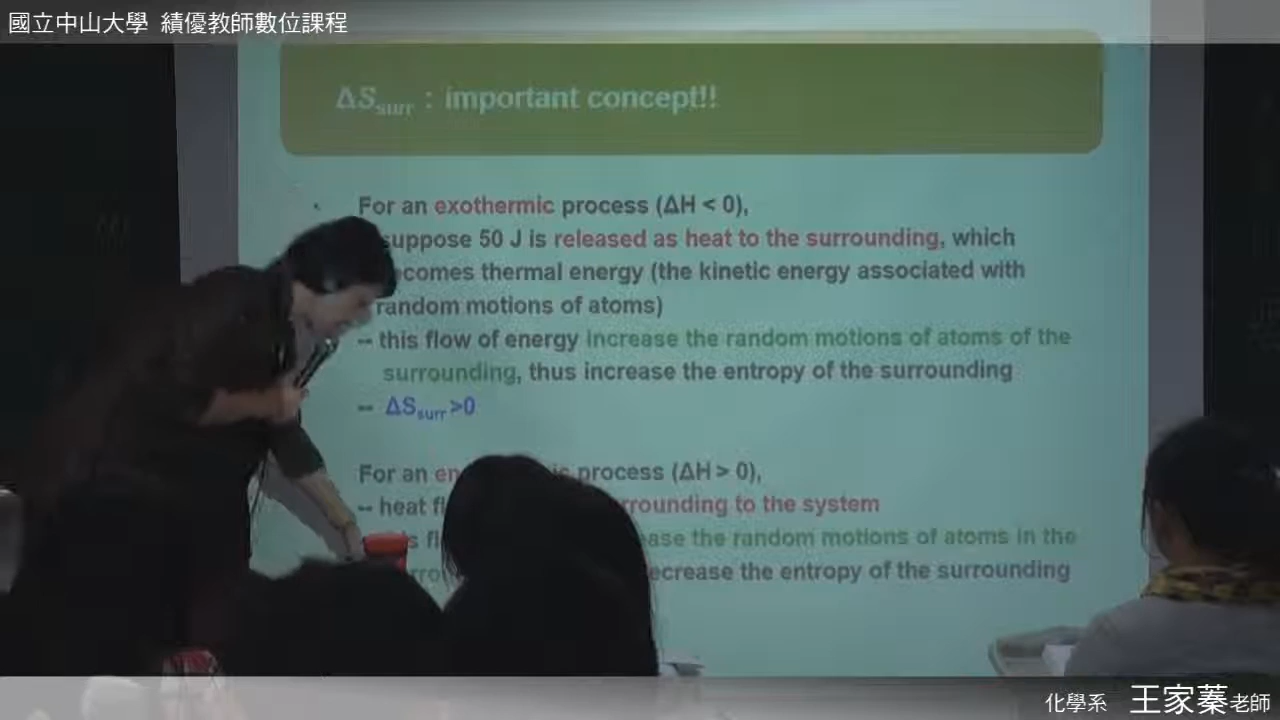 國立中山大學 績優教師數位課程
ΔSsurr : important concept!!
For an exothermic process (ΔH < 0),
suppose 50 J is released as heat to the surrounding, which
comes thermal energy (the kinetic energy associated with
random motions of atoms)
-- this flow of energy increase the random motions of atoms of the
surrounding, thus increase the entropy of the surrounding
-- ΔSsurr >0
For an process (ΔH > 0),
-- heat rrounding to the system
ease the random motions of atoms in the
ecrease the entropy of the surrounding
化學系 王家蓁老師